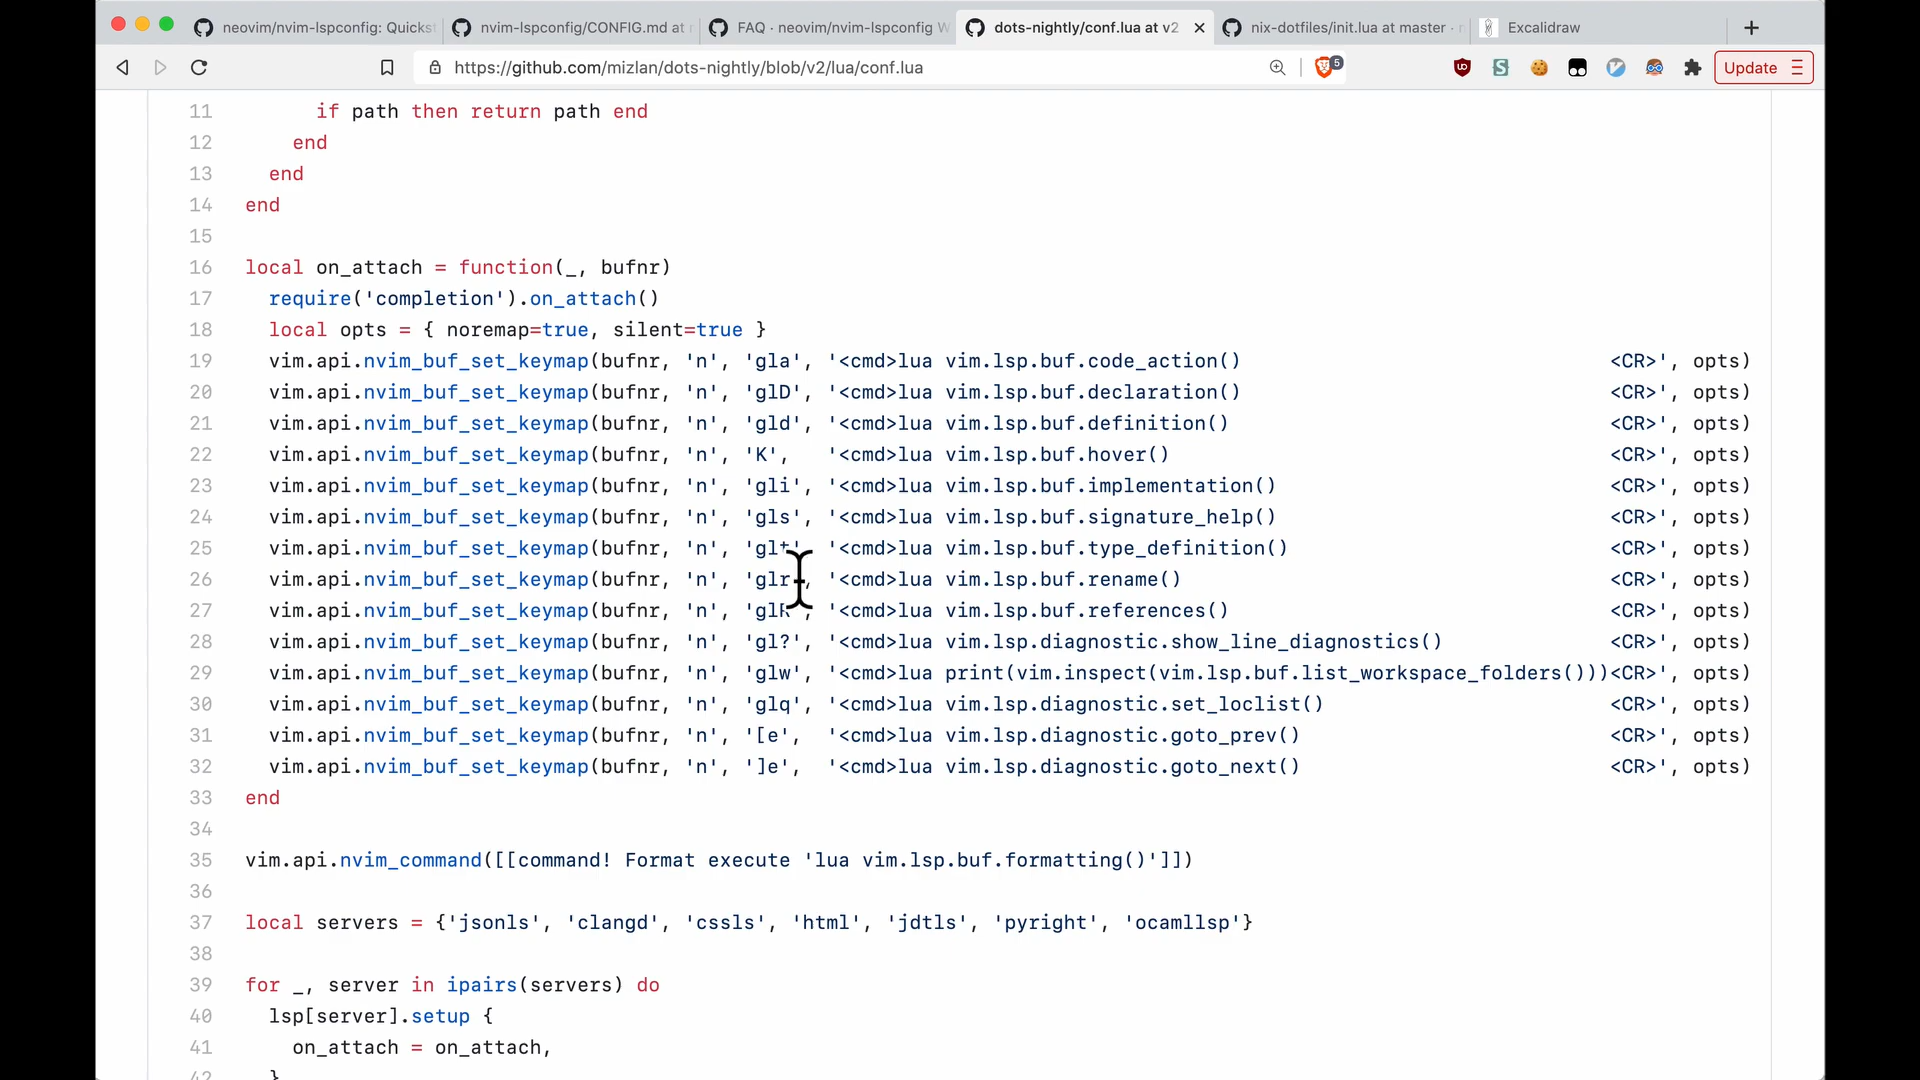 neovim/nvim-lspconfig: Quickst
nvim-lspconfig/CONFIG.md at
FAQ · neovim/nvim-lspconfig W
dots-nightly/conf.lua at v2
nix-dotfiles/init.lua at master ·
Excalidraw
https://github.com/mizlan/dots-nightly/blob/v2/lua/conf.lua
5
Update
11 if path then return path end
12 end
13 end
14 end
15
16 local on_attach = function(_, bufnr)
17 require('completion').on_attach()
18 local opts = { noremap=true, silent=true }
19 vim.api.nvim_buf_set_keymap(bufnr, 'n', 'gla', '<cmd>lua vim.lsp.buf.code_action() <CR>', opts)
20 vim.api.nvim_buf_set_keymap(bufnr, 'n', 'glD', '<cmd>lua vim.lsp.buf.declaration() <CR>', opts)
21 vim.api.nvim_buf_set_keymap(bufnr, 'n', 'gld', '<cmd>lua vim.lsp.buf.definition() <CR>', opts)
22 vim.api.nvim_buf_set_keymap(bufnr, 'n', 'K', '<cmd>lua vim.lsp.buf.hover() <CR>', opts)
23 vim.api.nvim_buf_set_keymap(bufnr, 'n', 'gli', '<cmd>lua vim.lsp.buf.implementation() <CR>', opts)
24 vim.api.nvim_buf_set_keymap(bufnr, 'n', 'gls', '<cmd>lua vim.lsp.buf.signature_help() <CR>', opts)
25 vim.api.nvim_buf_set_keymap(bufnr, 'n', 'glt', '<cmd>lua vim.lsp.buf.type_definition() <CR>', opts)
26 vim.api.nvim_buf_set_keymap(bufnr, 'n', 'glr', '<cmd>lua vim.lsp.buf.rename() <CR>', opts)
27 vim.api.nvim_buf_set_keymap(bufnr, 'n', 'glR', '<cmd>lua vim.lsp.buf.references() <CR>', opts)
28 vim.api.nvim_buf_set_keymap(bufnr, 'n', 'gl?', '<cmd>lua vim.lsp.diagnostic.show_line_diagnostics() <CR>', opts)
29 vim.api.nvim_buf_set_keymap(bufnr, 'n', 'glw', '<cmd>lua print(vim.inspect(vim.lsp.buf.list_workspace_folders()))<CR>', opts)
30 vim.api.nvim_buf_set_keymap(bufnr, 'n', 'glq', '<cmd>lua vim.lsp.diagnostic.set_loclist() <CR>', opts)
31 vim.api.nvim_buf_set_keymap(bufnr, 'n', '[e', '<cmd>lua vim.lsp.diagnostic.goto_prev() <CR>', opts)
32 vim.api.nvim_buf_set_keymap(bufnr, 'n', ']e', '<cmd>lua vim.lsp.diagnostic.goto_next() <CR>', opts)
33 end
34
35 vim.api.nvim_command([[command! Format execute 'lua vim.lsp.buf.formatting()']])
36
37 local servers = {'jsonls', 'clangd', 'cssls', 'html', 'jdtls', 'pyright', 'ocamllsp'}
38
39 for _, server in ipairs(servers) do
40 lsp[server].setup {
41 on_attach = on_attach,
42 }